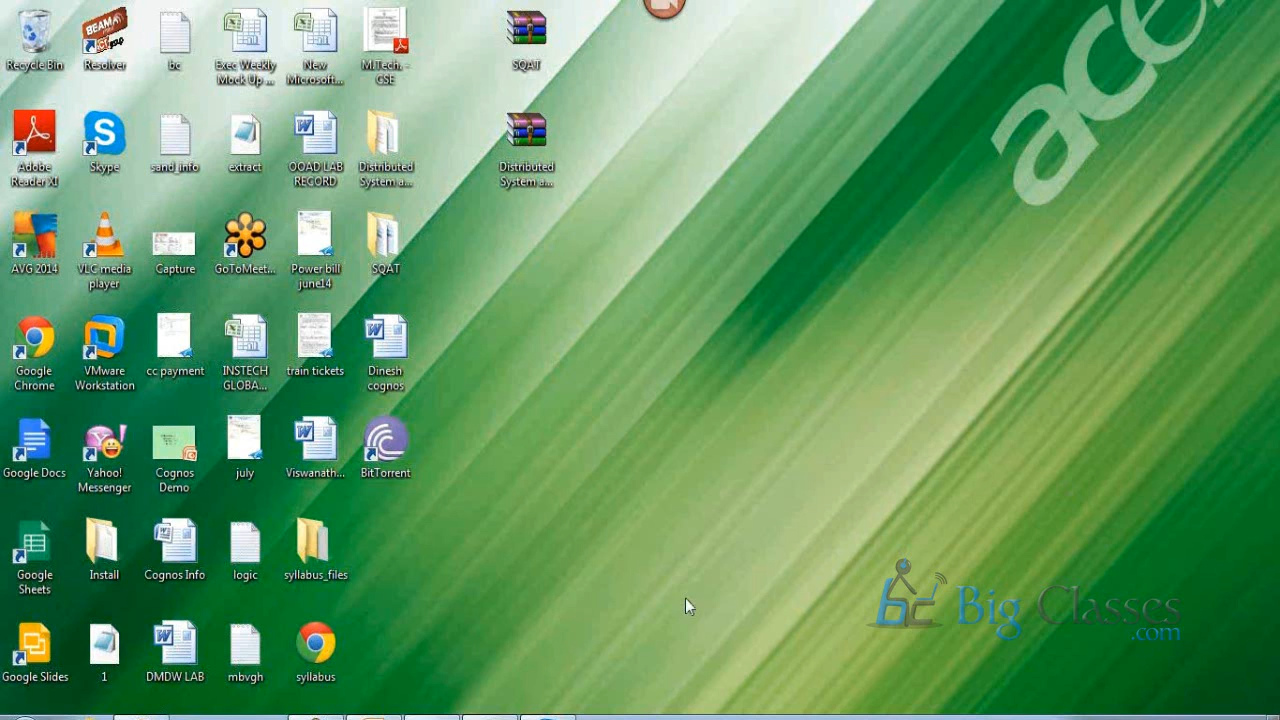 Recycle Bin
Resolver
bc
Exec Weekly
Mock Up ...
New
Microsoft...
M.Tech. -
CSE
SQAT
acer
Adobe
Reader XI
Skype
sand_info
extract
OOAD LAB
RECORD
Distributed
System a...
Distributed
System a...
AVG 2014
VLC media
player
Capture
GoToMeet...
Power bill
june14
SQAT
Google
Chrome
VMware
Workstation
cc payment
INSTECH
GLOBA...
train tickets
Dinesh
cognos
Google Docs
Yahoo!
Messenger
Cognos
Demo
july
Viswanath...
BitTorrent
Google
Sheets
Install
Cognos Info
logic
syllabus_files
Big Classes
.com
Google Slides
1
DMDW LAB
mbvgh
syllabus